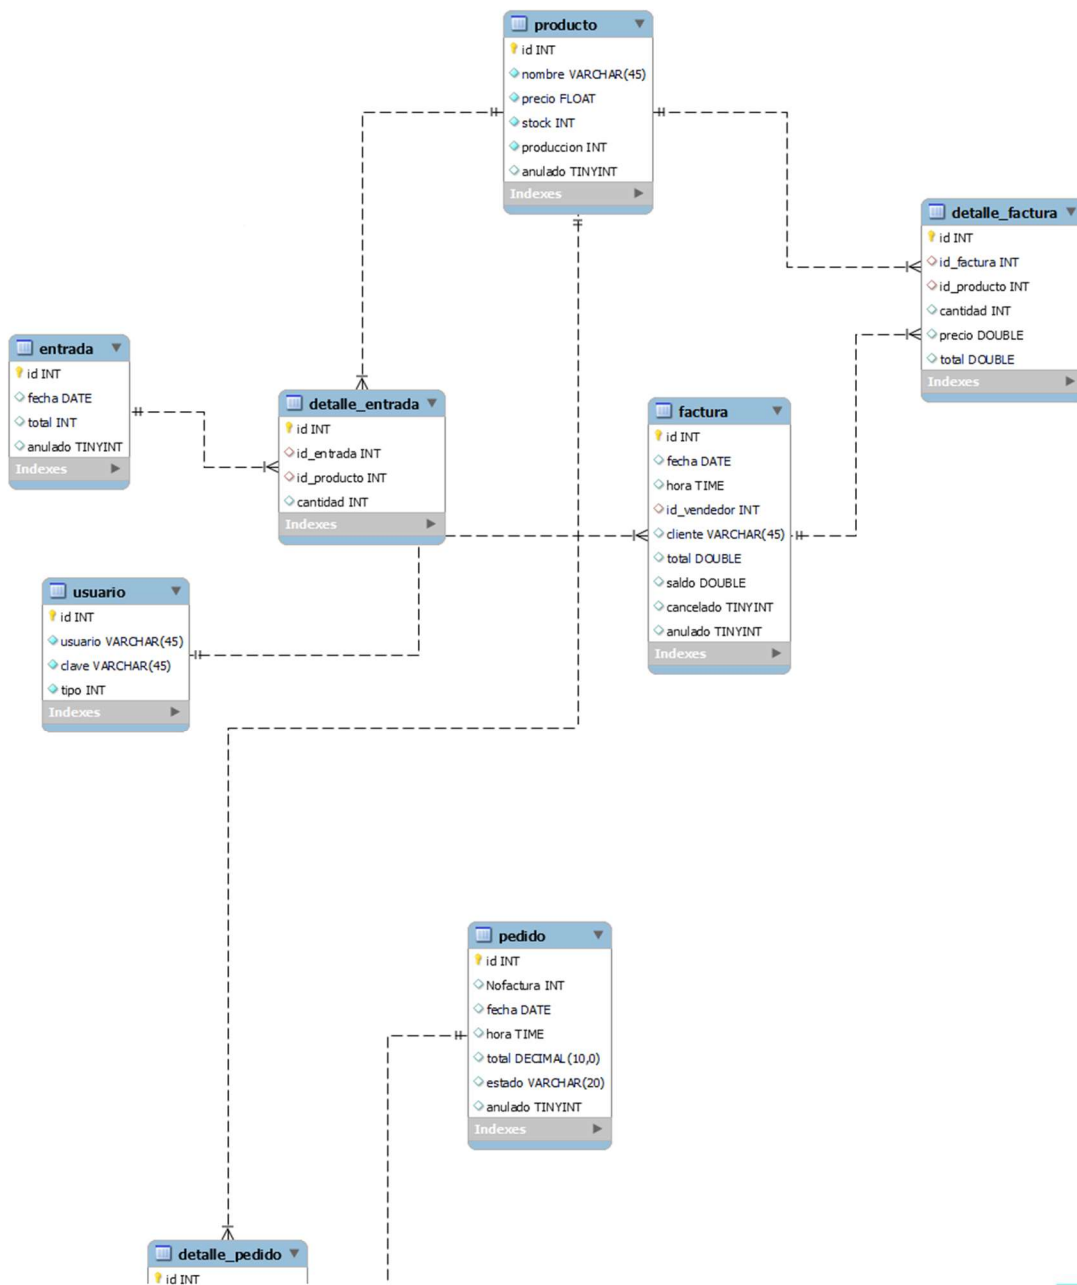 producto
id INT
nombre VARCHAR(45)
precio FLOAT
stock INT
produccion INT
anulado TINYINT
Indexes
detalle_factura
id INT
id_factura INT
id_producto INT
cantidad INT
precio DOUBLE
total DOUBLE
Indexes
entrada
id INT
fecha DATE
total INT
anulado TINYINT
Indexes
detalle_entrada
id INT
id_entrada INT
id_producto INT
cantidad INT
Indexes
factura
id INT
fecha DATE
hora TIME
id_vendedor INT
cliente VARCHAR(45)
total DOUBLE
saldo DOUBLE
cancelado TINYINT
anulado TINYINT
Indexes
usuario
id INT
usuario VARCHAR(45)
clave VARCHAR(45)
tipo INT
Indexes
pedido
id INT
Nofactura INT
fecha DATE
hora TIME
total DECIMAL(10,0)
estado VARCHAR(20)
anulado TINYINT
Indexes
detalle_pedido
id INT